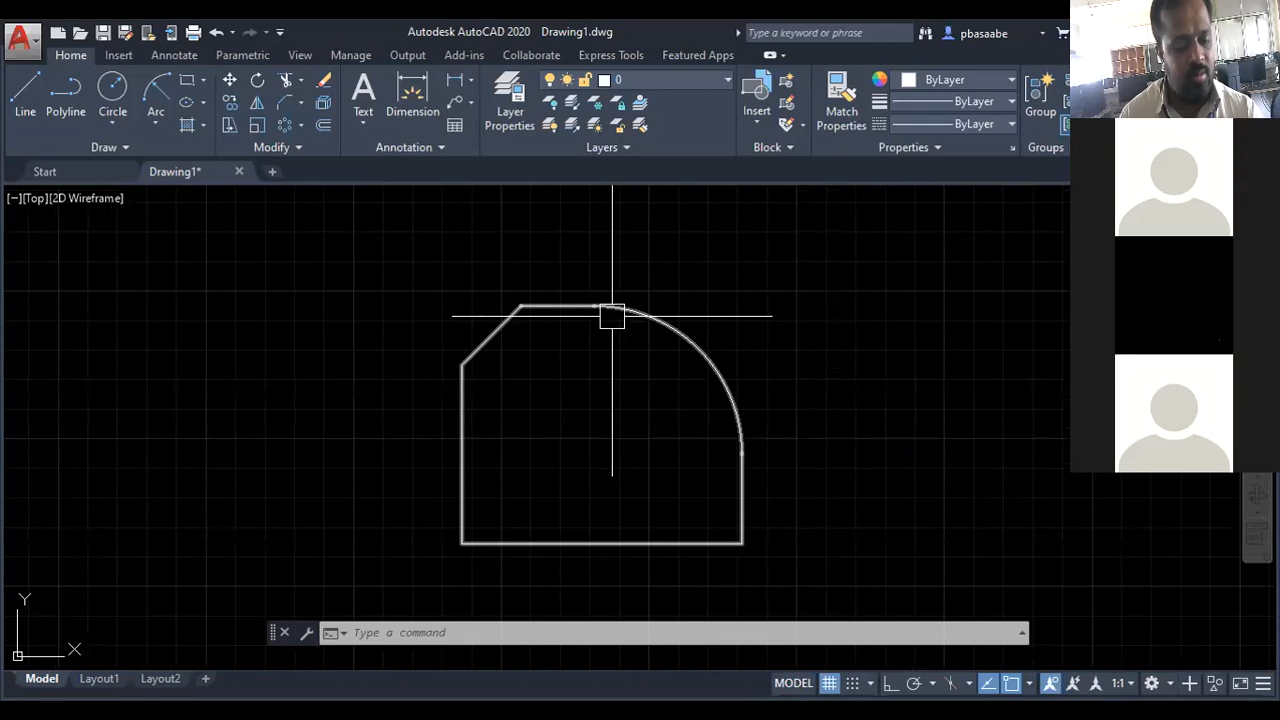 Autodesk AutoCAD 2020 Drawing1.dwg
Type a keyword or phrase
pbasaabe
Home Insert Annotate Parametric View Manage Output Add-ins Collaborate Express Tools Featured Apps
Line Polyline Circle Arc
Text Dimension
Layer Properties
0
Insert
Match Properties
ByLayer
ByLayer
ByLayer
Group
Draw Modify Annotation Layers Block Properties Groups
Start Drawing1*
[−][Top][2D Wireframe]
Y
X
Type a command
Model Layout1 Layout2
MODEL 1:1